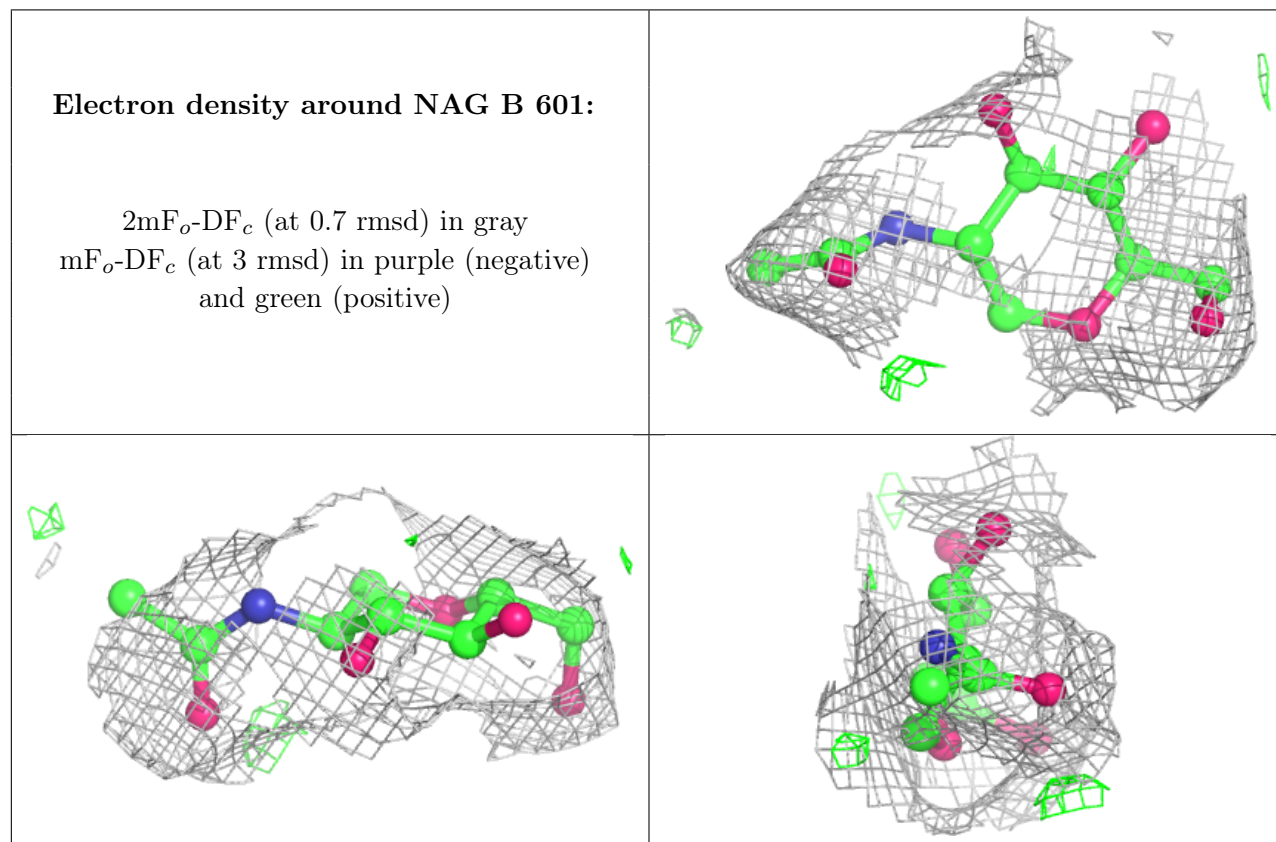 Electron density around NAG B 601:
2mFo-DFc (at 0.7 rmsd) in gray
mFo-DFc (at 3 rmsd) in purple (negative)
and green (positive)